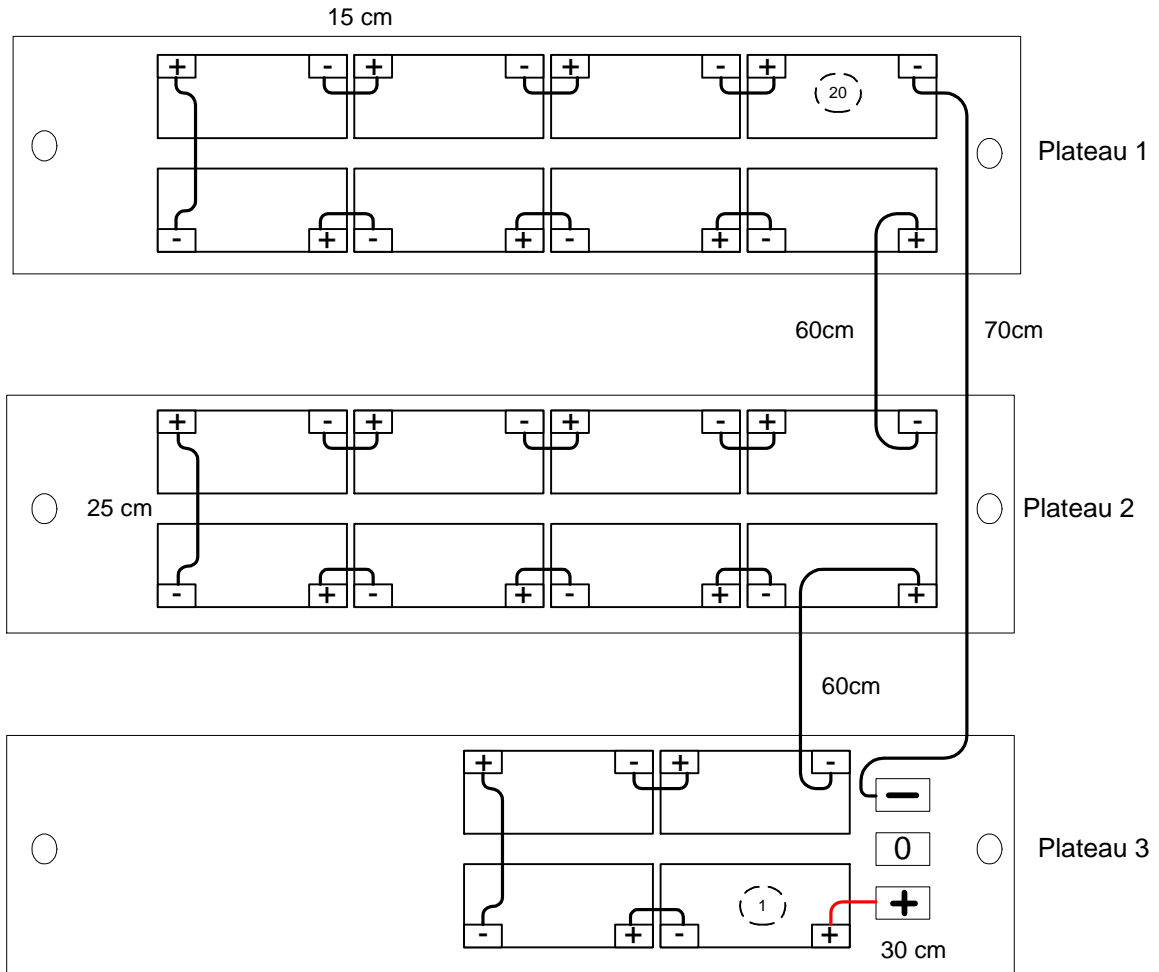 15 cm
+ - + - + - + -
20
Plateau 1
- + - + - + - +
60cm 70cm
+ - + - + - + -
25 cm
Plateau 2
- + - + - + - +
60cm
+ - + -
−
0
Plateau 3
1
+
- + - +
30 cm